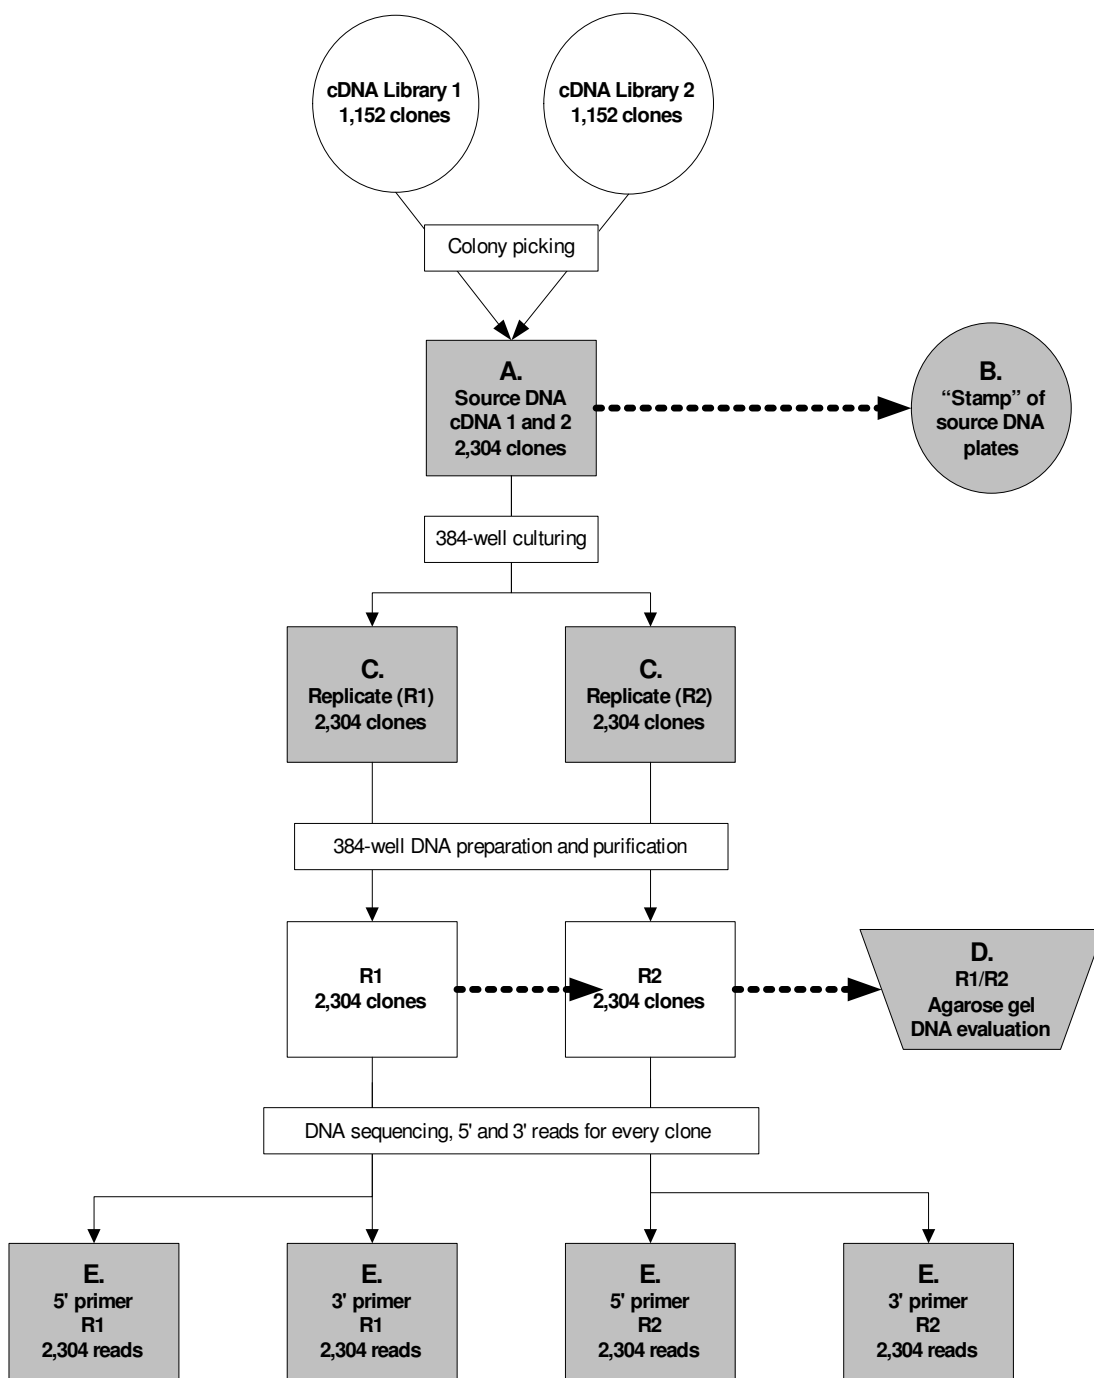 cDNA Library 1
1,152 clones
cDNA Library 2
1,152 clones
Colony picking
A.
Source DNA
cDNA 1 and 2
2,304 clones
B.
“Stamp” of
source DNA
plates
384-well culturing
C.
Replicate (R1)
2,304 clones
C.
Replicate (R2)
2,304 clones
384-well DNA preparation and purification
R1
2,304 clones
R2
2,304 clones
D.
R1/R2
Agarose gel
DNA evaluation
DNA sequencing, 5' and 3' reads for every clone
E.
5' primer
R1
2,304 reads
E.
3' primer
R1
2,304 reads
E.
5' primer
R2
2,304 reads
E.
3' primer
R2
2,304 reads